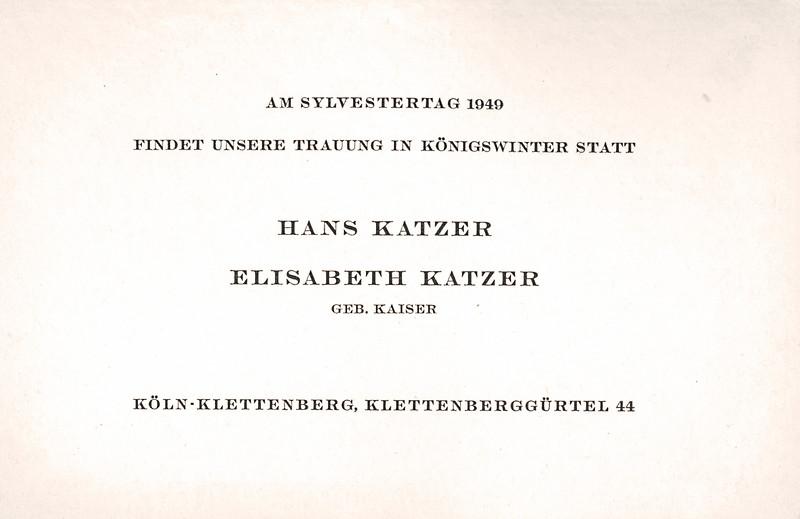 AM SYLVESTERTAG 1949
FINDET UNSERE TRAUUNG IN KÖNIGSWINTER STATT
HANS KATZER
ELISABETH KATZER
GEB. KAISER
KÖLN-KLETTENBERG, KLETTENBERGGÜRTEL 44